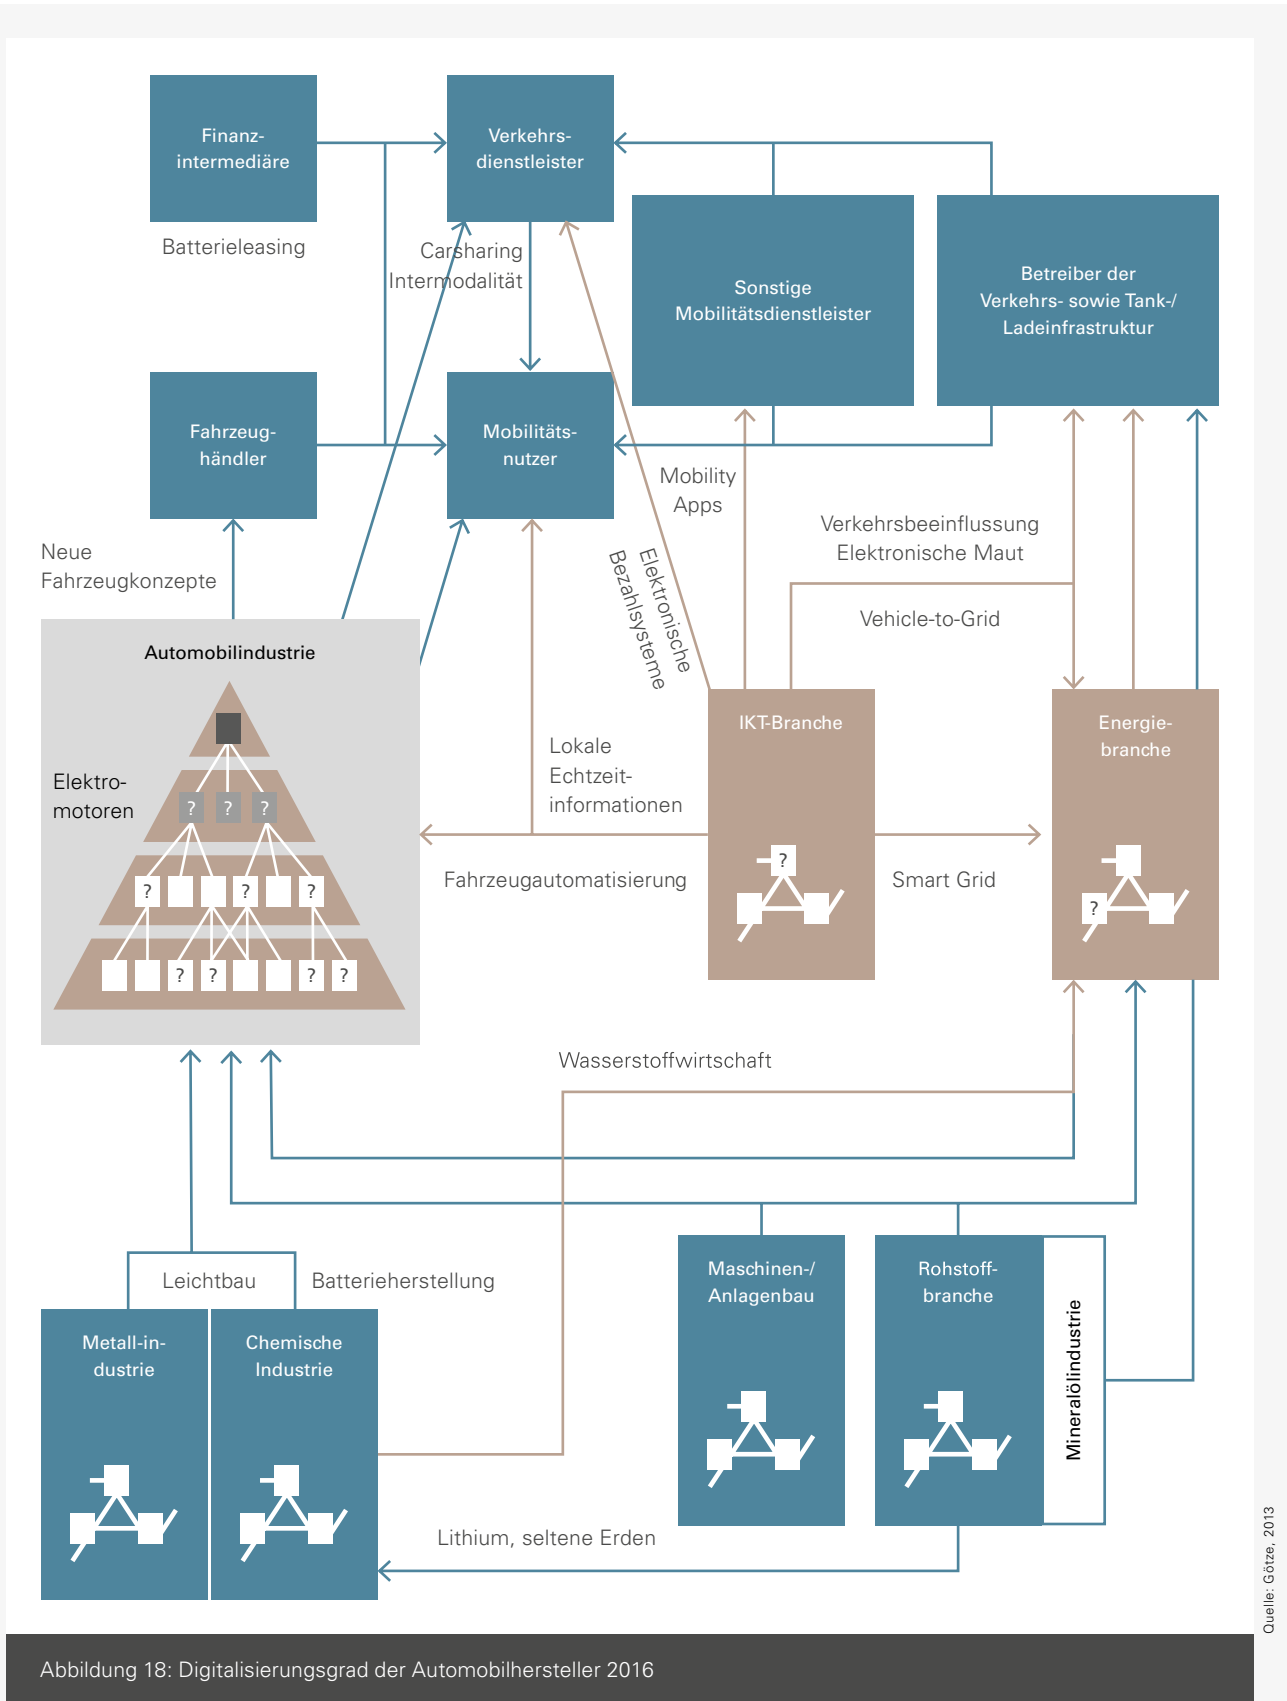 Finanz-
intermediäre
Verkehrs-
dienstleister
Batterieleasing
Carsharing
Intermodalität
Sonstige
Mobilitätsdienstleister
Betreiber der
Verkehrs- sowie Tank-/
Ladeinfrastruktur
Fahrzeug-
händler
Mobilitäts-
nutzer
Mobility
Apps
Neue
Fahrzeugkonzepte
Elektronische
Bezahlsysteme
Verkehrsbeeinflussung
Elektronische Maut
Vehicle-to-Grid
Automobilindustrie
Elektro-
motoren
? ? ?
? ? ?
? ? ? ?
Lokale
Echtzeit-
informationen
Fahrzeugautomatisierung
IKT-Branche
?
Smart Grid
Energie-
branche
?
Wasserstoffwirtschaft
Leichtbau
Batterieherstellung
Metall-in-
dustrie
Chemische
Industrie
Maschinen-/
Anlagenbau
Rohstoff-
branche
Mineralölindustrie
Lithium, seltene Erden
Quelle: Götze, 2013
Abbildung 18: Digitalisierungsgrad der Automobilhersteller 2016